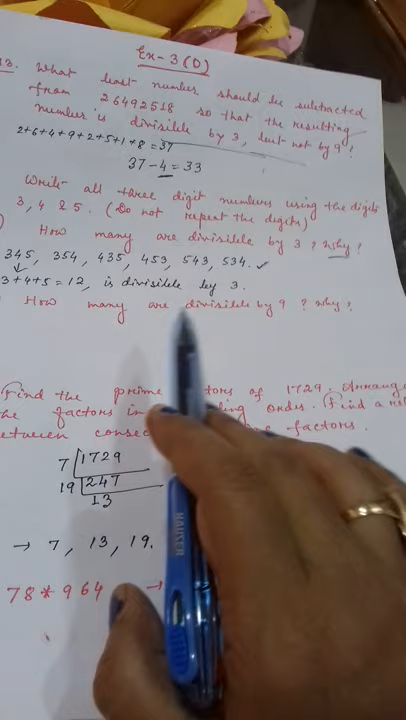 Ex-3(D)
13. What least number should be subtracted
from 26492518 so that the resulting
number is divisible by 3, but not by 9?
2+6+4+9+2+5+1+8 = 37
37 - 4 = 33
Write all three digit numbers using the digits
3, 4 & 5. (Do not repeat the digits)
How many are divisible by 3? Why?
345, 354, 435, 453, 543, 534.
3+4+5 = 12, is divisible by 3.
How many are divisible by 9? Why?
Find the prime factors of 1729. Arrange
the factors in order. Find a
between factors.
7 1729
19 247
13
→ 7, 13, 19.
78*964 →
HAUSER